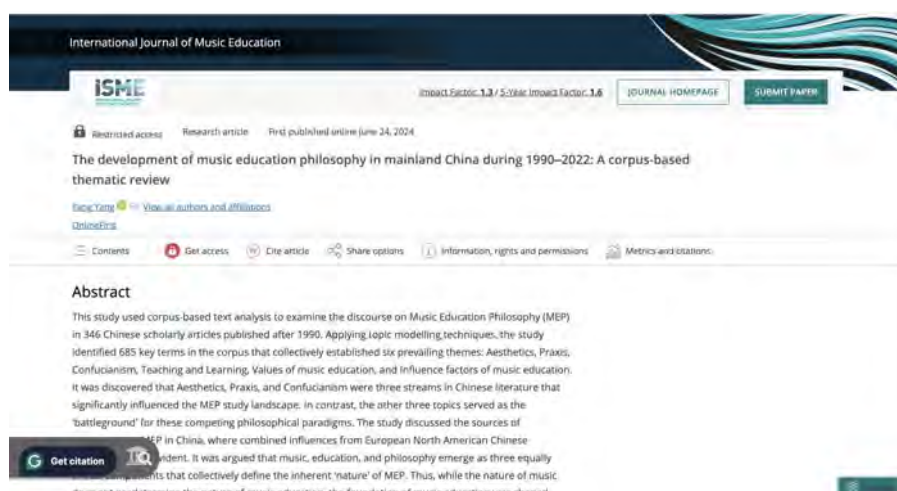 International Journal of Music Education
ISME
Impact Factor: 1.3 / 5-Year Impact Factor: 1.6
JOURNAL HOMEPAGE
SUBMIT PAPER
Restricted access Research article First published online June 24, 2024
The development of music education philosophy in mainland China during 1990–2022: A corpus-based
thematic review
Yang View all authors and affiliations
OnlineFirst
Contents Get access Cite article Share options Information, rights and permissions Metrics and citations
Abstract
This study used corpus-based text analysis to examine the discourse on Music Education Philosophy (MEP)
in 346 Chinese scholarly articles published after 1990. Applying topic modelling techniques, the study
identified 685 key terms in the corpus that collectively established six prevailing themes: Aesthetics, Praxis,
Confucianism, Teaching and Learning, Values of music education, and Influence factors of music education.
It was discovered that Aesthetics, Praxis, and Confucianism were three streams in Chinese literature that
significantly influenced the MEP study landscape. In contrast, the other three topics served as the
'battleground' for these competing philosophical paradigms. The study discussed the sources of
MEP in China, where combined influences from European North American Chinese
vident. It was argued that music, education, and philosophy emerge as three equally
nts that collectively define the inherent 'nature' of MEP. Thus, while the nature of music
Get citation